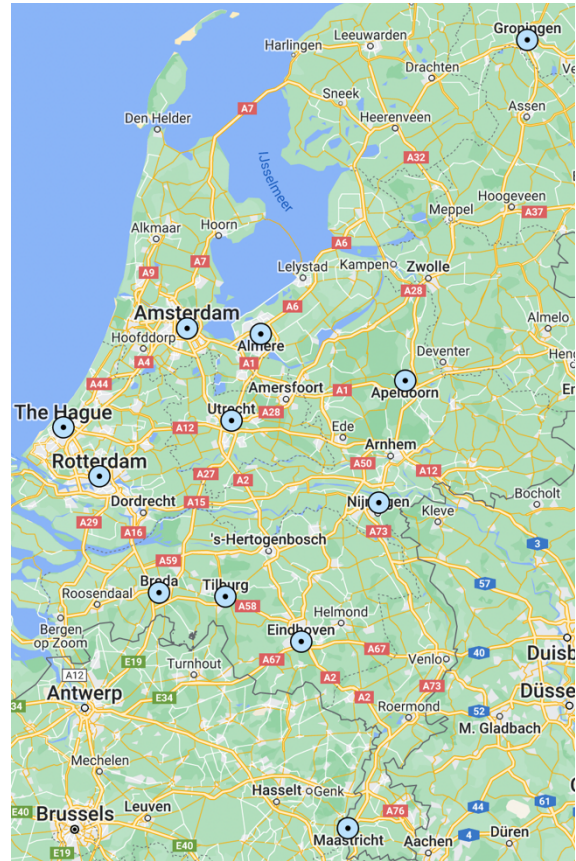 Groningen
Leeuwarden
Harlingen
Drachten
Ve
Sneek
A7
Assen
Den Helder
Heerenveen
A32
IJsselmeer
Hoogeveen
Meppel
A37
Alkmaar
Hoorn
A6
A7
Kampen
Zwolle
A9
Lelystad
A28
A6
Amsterdam
Almelo
Hoofddorp
Almere
Deventer
Hen
A4
A1
A44
Amersfoort
A1
Apeldoorn
En
The Hague
Utrecht
A28
A12
Ede
Arnhem
Rotterdam
A50
A12
A27
A2
Dordrecht
A15
Nijmegen
Bocholt
A29
A16
A73
Kleve
's-Hertogenbosch
3
A59
Breda
Tilburg
57
Roosendaal
A58
Helmond
Bergen
op Zoom
Eindhoven
E19
A67
A67
40
Duisb
A12
Turnhout
Venlo
A2
A73
Antwerp
E34
E34
A2
Düsse
52
Roermond
M. Gladbach
Mechelen
Hasselt
Genk
44
61
E40
Leuven
A76
Brussels
E40
Maastricht
4
Düren
E19
Aachen